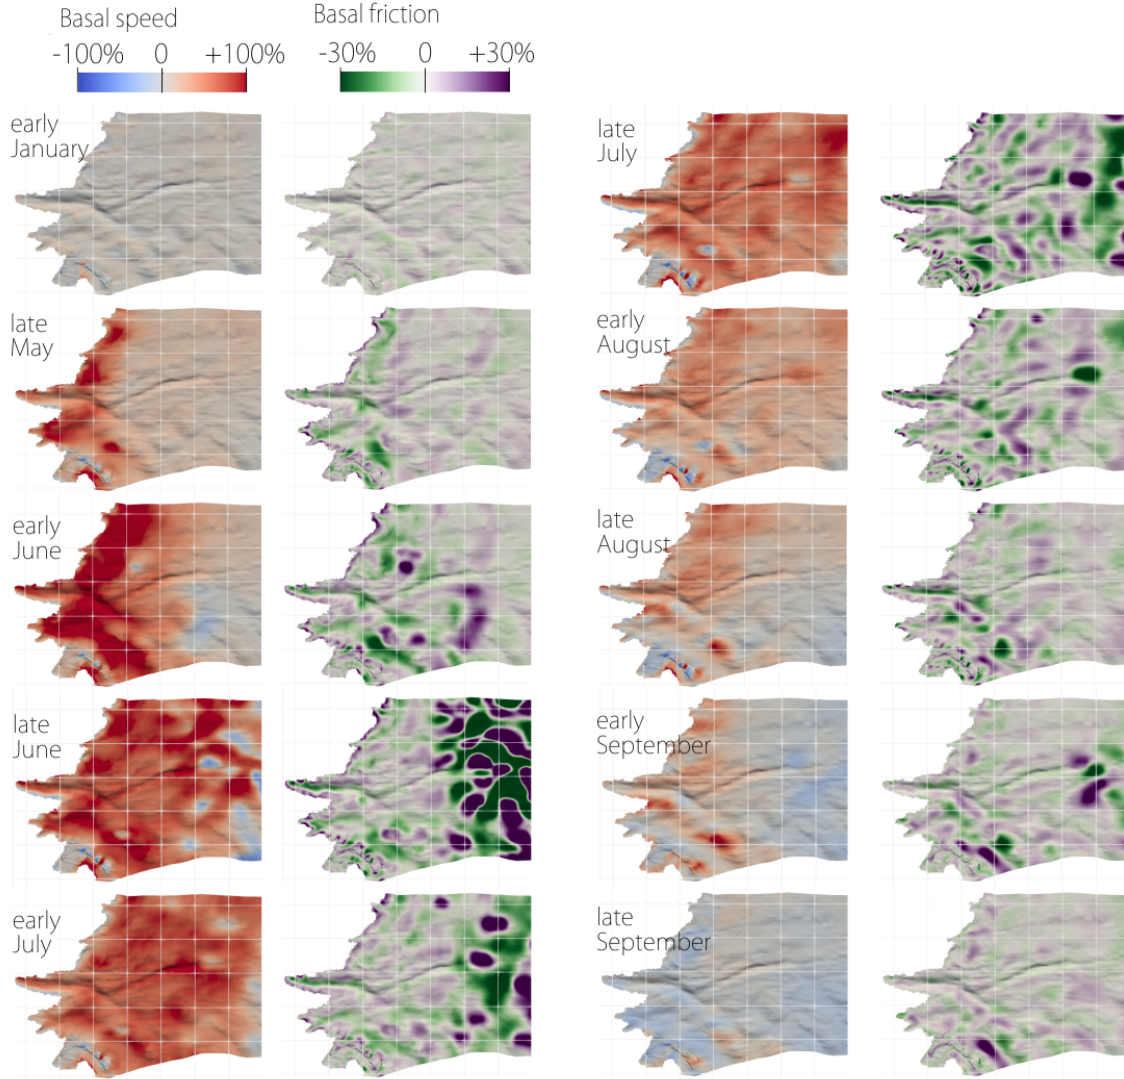 Basal speed
-100% 0 +100%
Basal friction
-30% 0 +30%
early
January
late
May
early
June
late
June
early
July
late
July
early
August
late
August
early
September
late
September